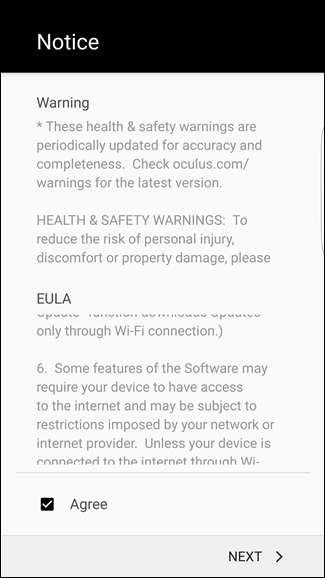 Notice
Warning
* These health & safety warnings are
periodically updated for accuracy and
completeness.  Check oculus.com/
warnings for the latest version.
HEALTH & SAFETY WARNINGS:  To
reduce the risk of personal injury,
discomfort or property damage, please
EULA
Update" function downloads Updates
only through Wi-Fi connection.)
6.  Some features of the Software may
require your device to have access
to the internet and may be subject to
restrictions imposed by your network or
internet provider.  Unless your device is
connected to the internet through Wi-
Agree
NEXT